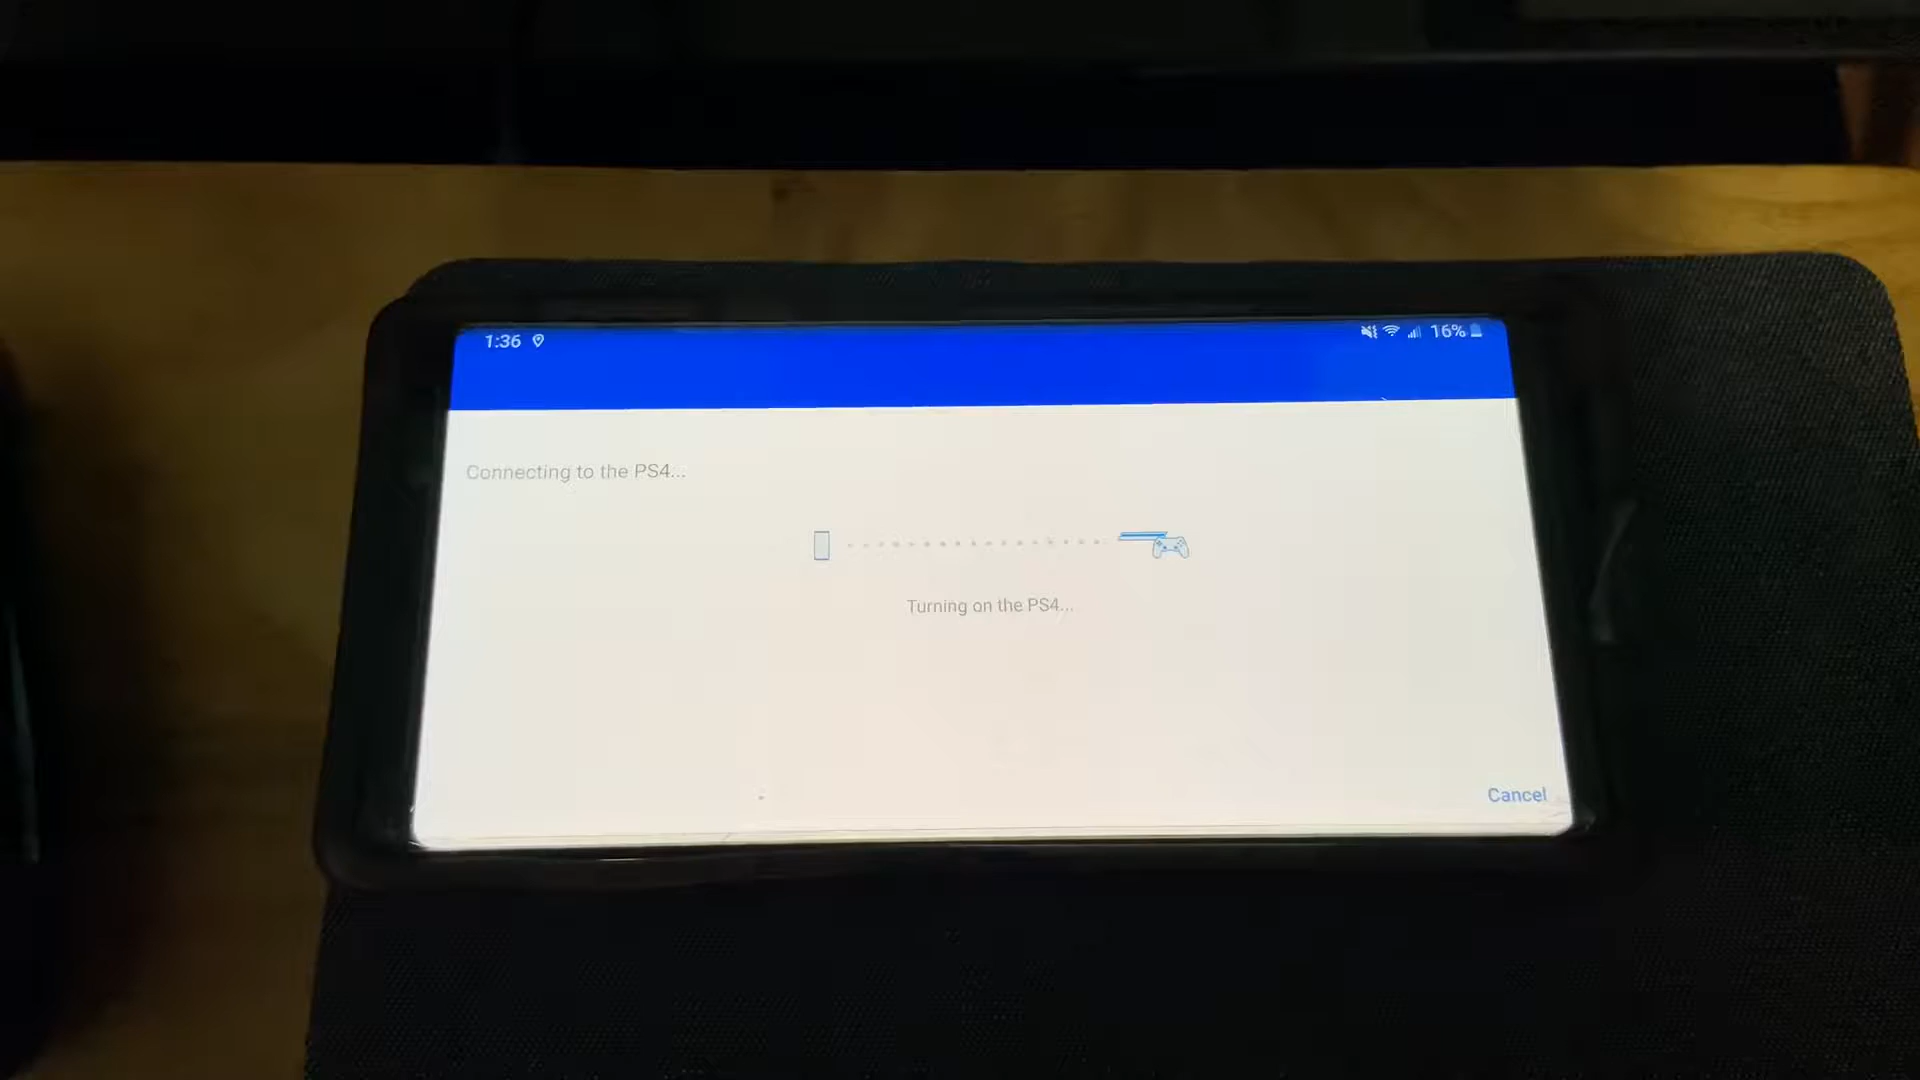 1:36
16%
Connecting to the PS4...
Turning on the PS4...
Cancel